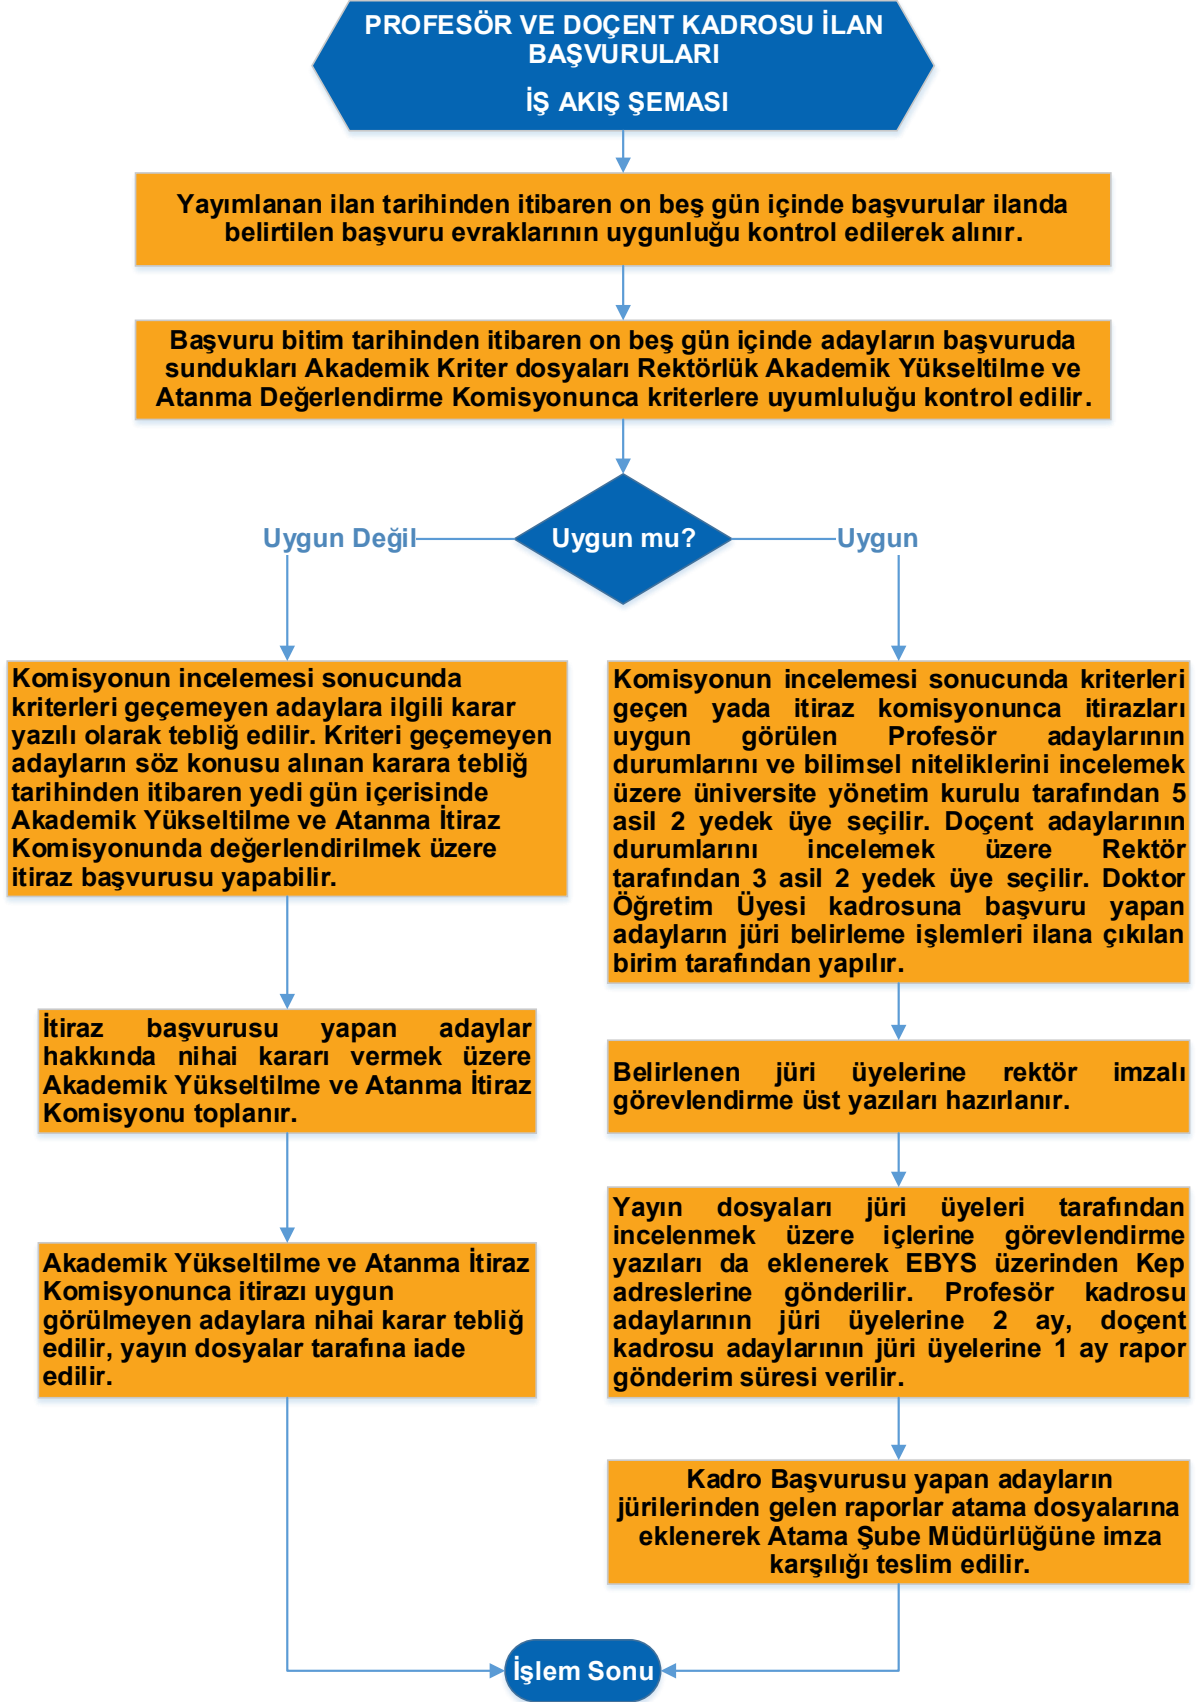 PROFESÖR VE DOÇENT KADROSU İLAN
BAŞVURULARI
İŞ AKIŞ ŞEMASI
Yayımlanan ilan tarihinden itibaren on beş gün içinde başvurular ilanda
belirtilen başvuru evraklarının uygunluğu kontrol edilerek alınır.
Başvuru bitim tarihinden itibaren on beş gün içinde adayların başvuruda
sundukları Akademik Kriter dosyaları Rektörlük Akademik Yükseltilme ve
Atanma Değerlendirme Komisyonunca kriterlere uyumluluğu kontrol edilir.
Uygun Değil
Uygun mu?
Uygun
Komisyonun incelemesi sonucunda
kriterleri geçemeyen adaylara ilgili karar
yazılı olarak tebliğ edilir. Kriteri geçemeyen
adayların söz konusu alınan karara tebliğ
tarihinden itibaren yedi gün içerisinde
Akademik Yükseltilme ve Atanma İtiraz
Komisyonunda değerlendirilmek üzere
itiraz başvurusu yapabilir.
İtiraz başvurusu yapan adaylar
hakkında nihai kararı vermek üzere
Akademik Yükseltilme ve Atanma İtiraz
Komisyonu toplanır.
Akademik Yükseltilme ve Atanma İtiraz
Komisyonunca itirazı uygun
görülmeyen adaylara nihai karar tebliğ
edilir, yayın dosyalar tarafına iade
edilir.
Komisyonun incelemesi sonucunda kriterleri
geçen yada itiraz komisyonunca itirazları
uygun görülen Profesör adaylarının
durumlarını ve bilimsel niteliklerini incelemek
üzere üniversite yönetim kurulu tarafından 5
asil 2 yedek üye seçilir. Doçent adaylarının
durumlarını incelemek üzere Rektör
tarafından 3 asil 2 yedek üye seçilir. Doktor
Öğretim Üyesi kadrosuna başvuru yapan
adayların jüri belirleme işlemleri ilana çıkılan
birim tarafından yapılır.
Belirlenen jüri üyelerine rektör imzalı
görevlendirme üst yazıları hazırlanır.
Yayın dosyaları jüri üyeleri tarafından
incelenmek üzere içlerine görevlendirme
yazıları da eklenerek EBYS üzerinden Kep
adreslerine gönderilir. Profesör kadrosu
adaylarının jüri üyelerine 2 ay, doçent
kadrosu adaylarının jüri üyelerine 1 ay rapor
gönderim süresi verilir.
Kadro Başvurusu yapan adayların
jürilerinden gelen raporlar atama dosyalarına
eklenerek Atama Şube Müdürlüğüne imza
karşılığı teslim edilir.
İşlem Sonu